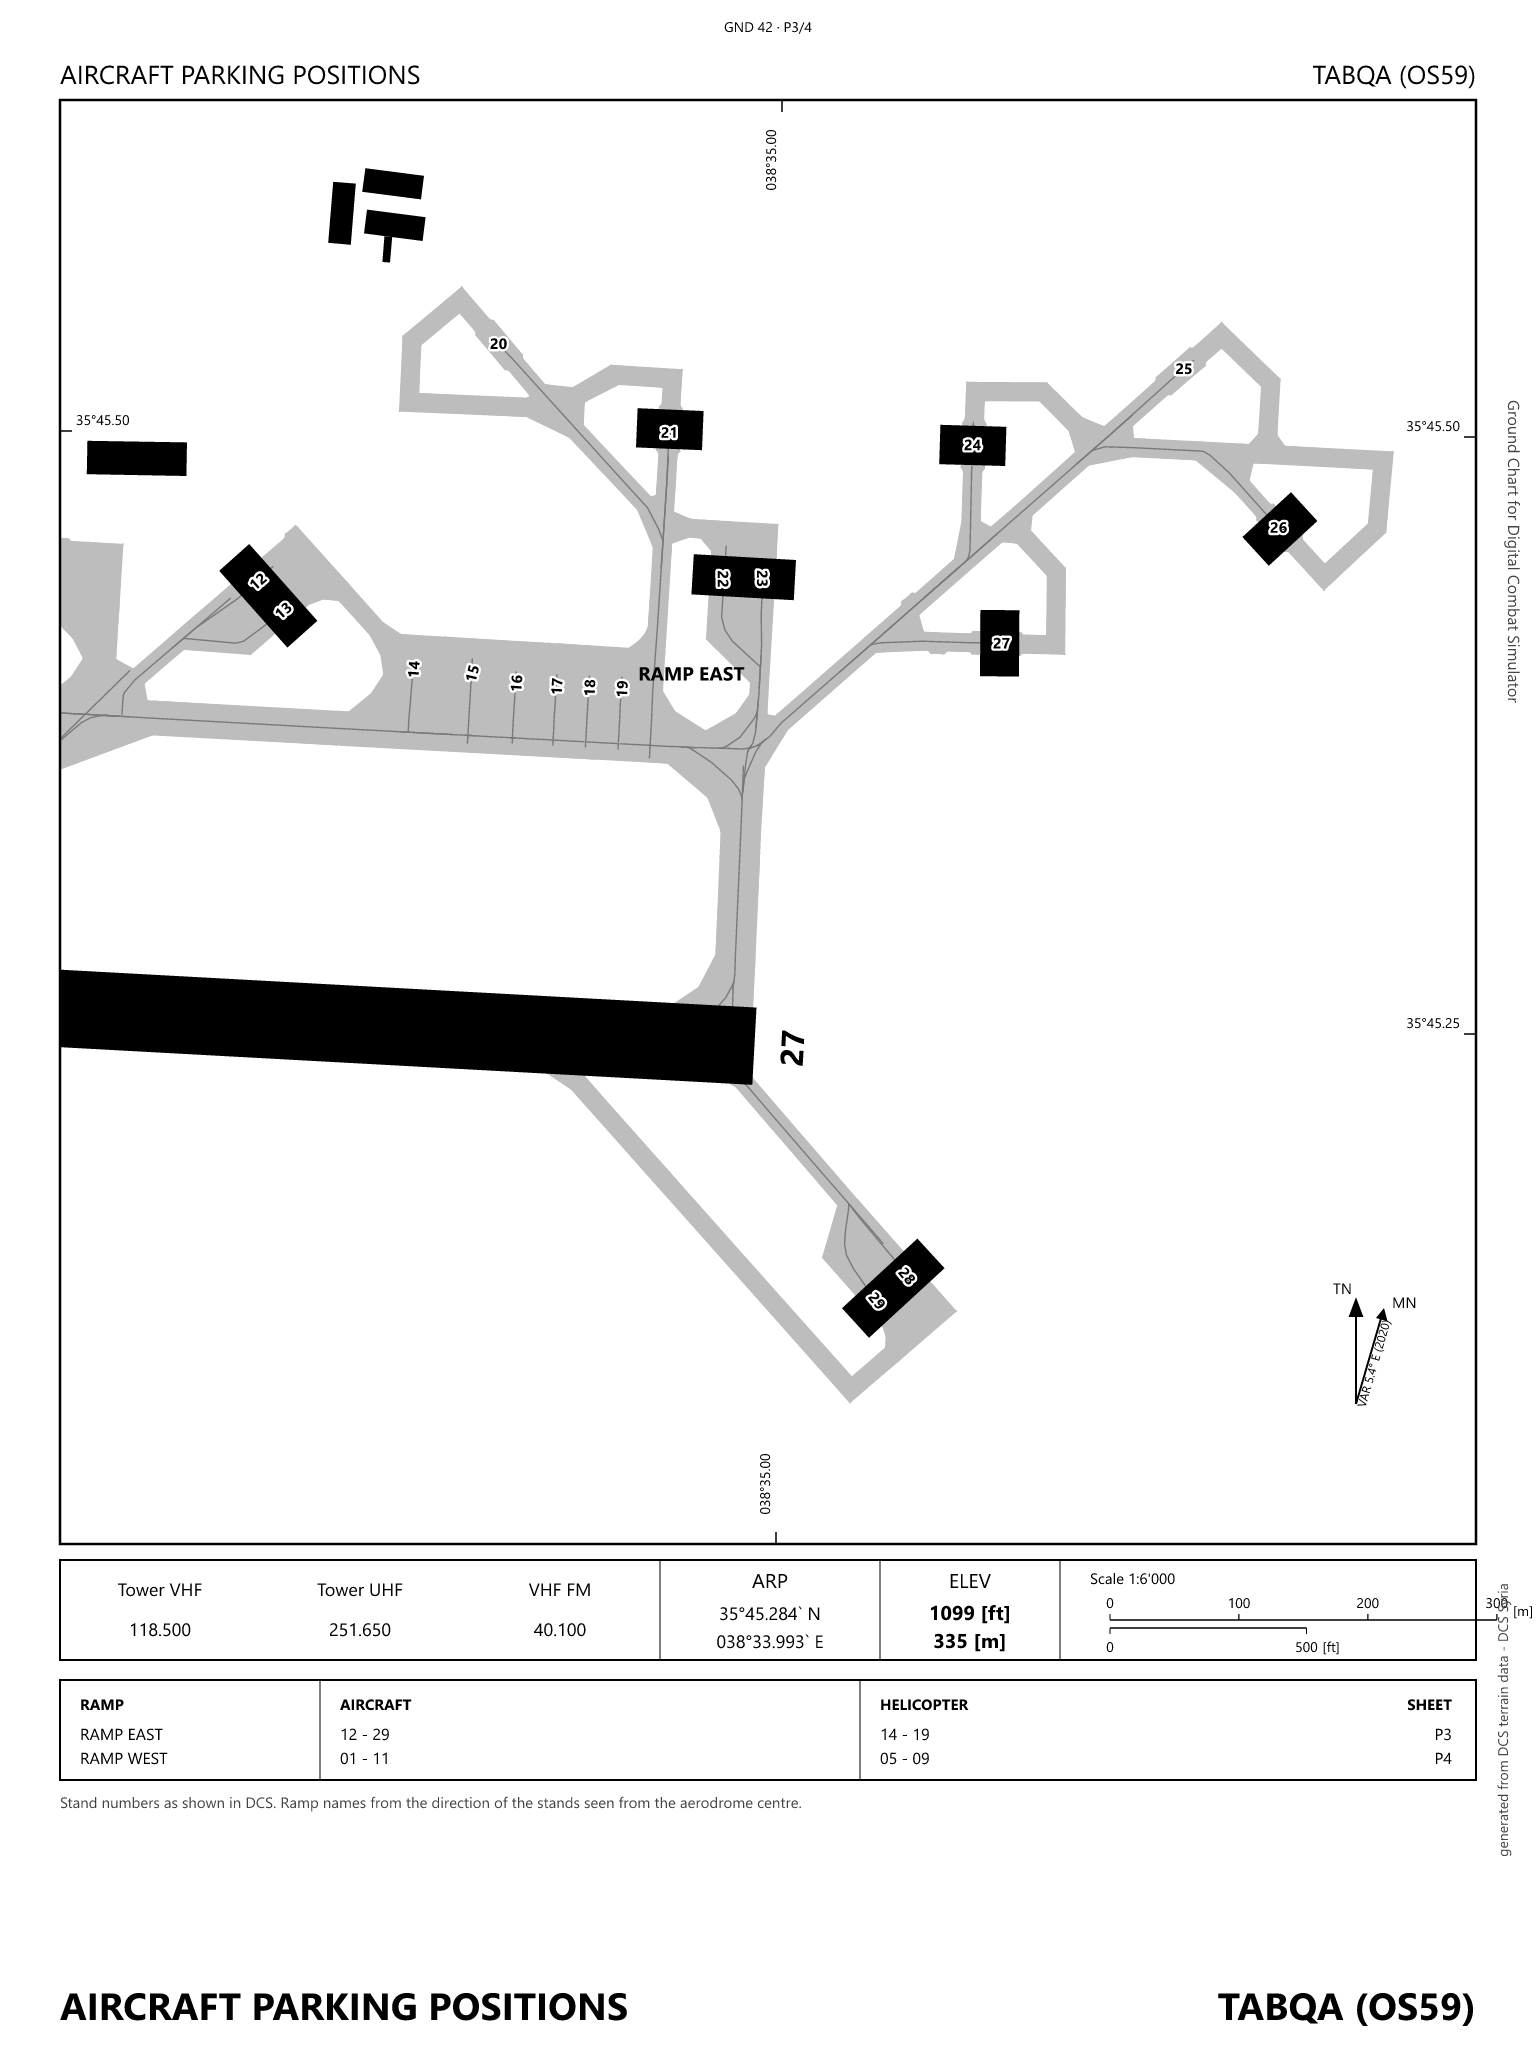 GND 42 · P3/4
AIRCRAFT PARKING POSITIONS
TABQA (OS59)
038°35.00
20
25
35°45.50
35°45.50
21
24
26
12
13
22
23
27
14
15
16
17
18
19
RAMP EAST
35°45.25
27
28
29
TN
MN
VAR 5.4° E (2020)
038°35.00
Ground Chart for Digital Combat Simulator
Tower VHF
118.500
Tower UHF
251.650
VHF FM
40.100
ARP
35°45.284` N
038°33.993` E
ELEV
1099 [ft]
335 [m]
Scale 1:6'000
0 100 200 300 [m]
0 500 [ft]
generated from DCS terrain data - DCS Syria
RAMP AIRCRAFT HELICOPTER SHEET
RAMP EAST 12 - 29 14 - 19 P3
RAMP WEST 01 - 11 05 - 09 P4
Stand numbers as shown in DCS. Ramp names from the direction of the stands seen from the aerodrome centre.
AIRCRAFT PARKING POSITIONS
TABQA (OS59)